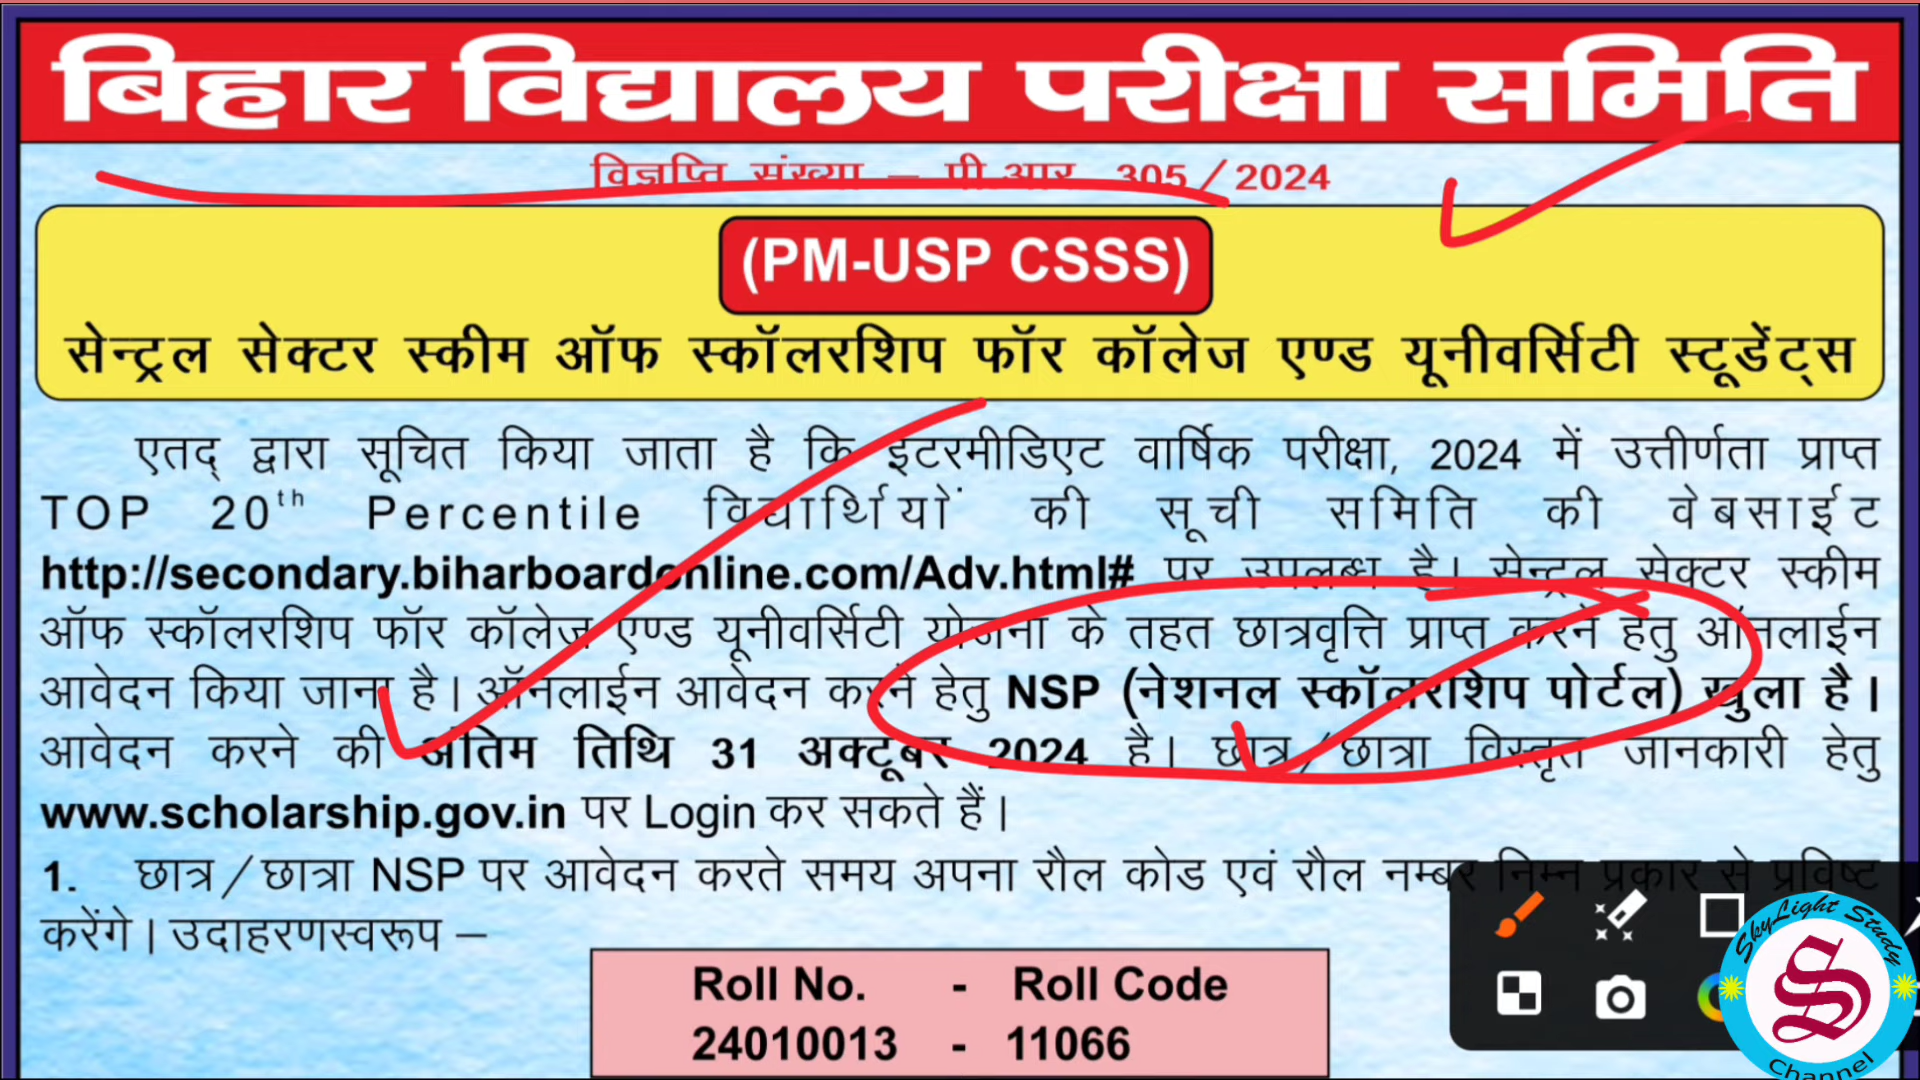 बिहार विद्यालय परीक्षा समिति
विज्ञप्ति संख्या – पी.आर. 305 / 2024
(PM-USP CSSS)
सेन्ट्रल सेक्टर स्कीम ऑफ स्कॉलरशिप फॉर कॉलेज एण्ड यूनीवर्सिटी स्टूडेंट्स
एतद् द्वारा सूचित किया जाता है कि इंटरमीडिएट वार्षिक परीक्षा, 2024 में उत्तीर्णता प्राप्त
TOP 20th Percentile विद्यार्थियों की सूची समिति की वेबसाईट
http://secondary.biharboardonline.com/Adv.html# पर उपलब्ध है। सेन्ट्रल सेक्टर स्कीम
ऑफ स्कॉलरशिप फॉर कॉलेज एण्ड यूनीवर्सिटी योजना के तहत छात्रवृत्ति प्राप्त करने हेतु ऑनलाईन
आवेदन किया जाना है। ऑनलाईन आवेदन करने हेतु NSP (नेशनल स्कॉलरशिप पोर्टल) खुला है।
आवेदन करने की अंतिम तिथि 31 अक्टूबर 2024 है। छात्र/छात्रा विस्तृत जानकारी हेतु
www.scholarship.gov.in पर Login कर सकते हैं।
1. छात्र/छात्रा NSP पर आवेदन करते समय अपना रौल कोड एवं रौल नम्बर निम्न प्रकार से प्रविष्ट
करेंगे। उदाहरणस्वरूप –
Roll No. - Roll Code
24010013 - 11066
SkyLight Study
S
Channel